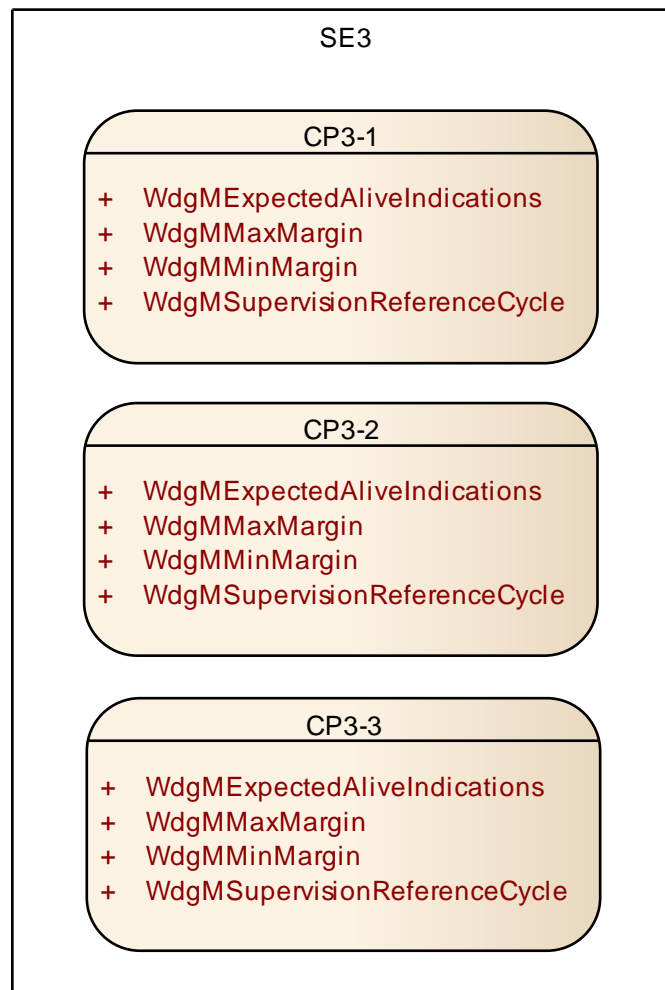 SE3
CP3-1
+ WdgMExpectedAliveIndications
+ WdgMMaxMargin
+ WdgMMinMargin
+ WdgMSupervisionReferenceCycle
CP3-2
+ WdgMExpectedAliveIndications
+ WdgMMaxMargin
+ WdgMMinMargin
+ WdgMSupervisionReferenceCycle
CP3-3
+ WdgMExpectedAliveIndications
+ WdgMMaxMargin
+ WdgMMinMargin
+ WdgMSupervisionReferenceCycle